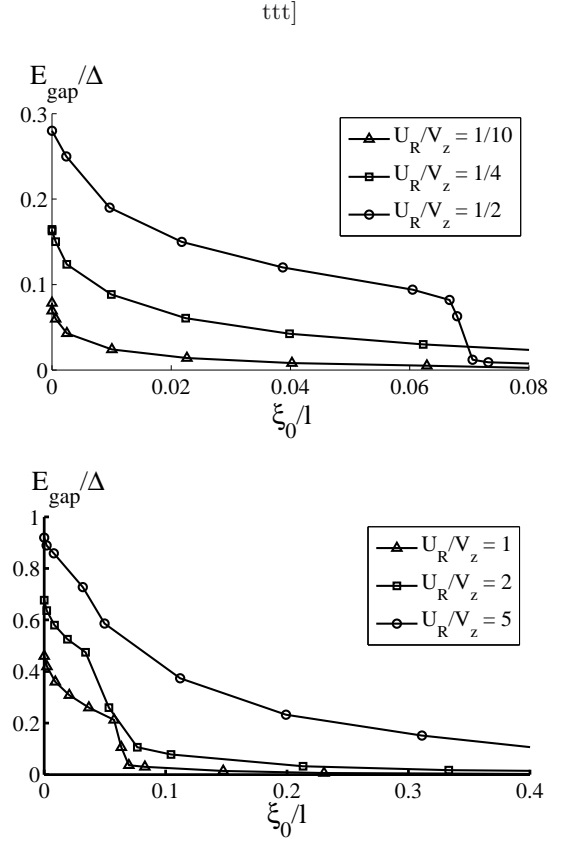 ttt]
E_gap/Δ
0.3
0.2
0.1
0
U_R/V_z = 1/10
U_R/V_z = 1/4
U_R/V_z = 1/2
0 0.02 0.04 0.06 0.08
ξ_0/l
E_gap/Δ
1
0.8
0.6
0.4
0.2
0
U_R/V_z = 1
U_R/V_z = 2
U_R/V_z = 5
0 0.1 0.2 0.3 0.4
ξ_0/l